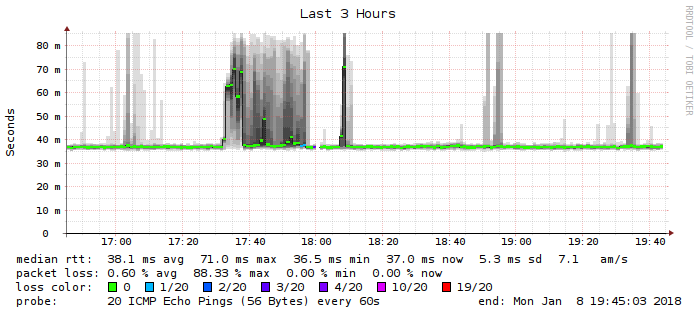 Last 3 Hours
RRDTOOL / TOBI OETIKER
Seconds
80 m
70 m
60 m
50 m
40 m
30 m
20 m
10 m
0
17:00 17:20 17:40 18:00 18:20 18:40 19:00 19:20 19:40
median rtt: 38.1 ms avg 71.0 ms max 36.5 ms min 37.0 ms now 5.3 ms sd 7.1 am/s
packet loss: 0.60 % avg 88.33 % max 0.00 % min 0.00 % now
loss color: 0 1/20 2/20 3/20 4/20 10/20 19/20
probe: 20 ICMP Echo Pings (56 Bytes) every 60s end: Mon Jan 8 19:45:03 2018